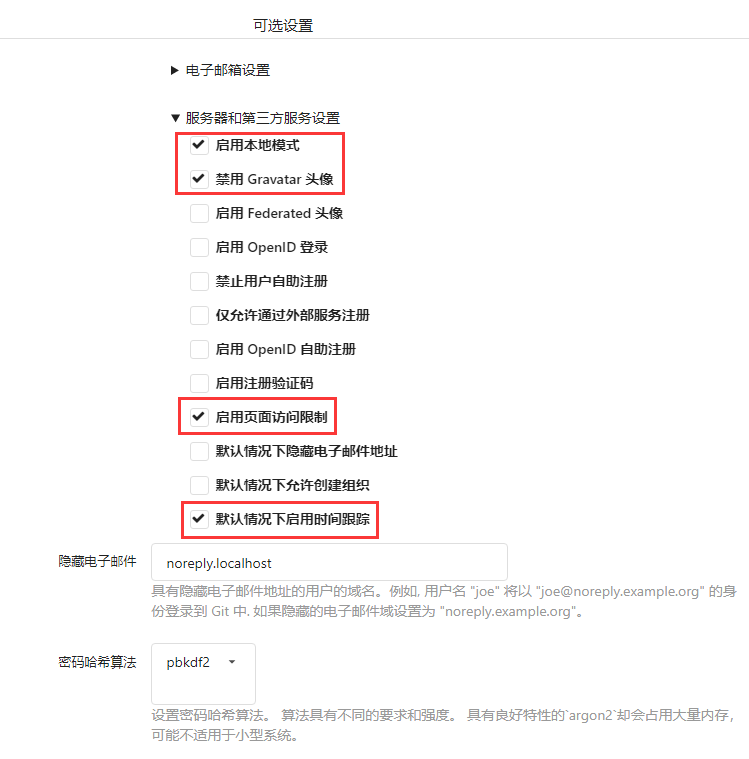 可选设置
电子邮箱设置
服务器和第三方服务设置
启用本地模式
禁用 Gravatar 头像
启用 Federated 头像
启用 OpenID 登录
禁止用户自助注册
仅允许通过外部服务注册
启用 OpenID 自助注册
启用注册验证码
启用页面访问限制
默认情况下隐藏电子邮件地址
默认情况下允许创建组织
默认情况下启用时间跟踪
隐藏电子邮件 noreply.localhost
具有隐藏电子邮件地址的用户的域名。例如, 用户名 "joe" 将以 "joe@noreply.example.org" 的身
份登录到 Git 中. 如果隐藏的电子邮件域设置为 "noreply.example.org"。
密码哈希算法 pbkdf2
设置密码哈希算法。 算法具有不同的要求和强度。 具有良好特性的`argon2`却会占用大量内存，
可能不适用于小型系统。